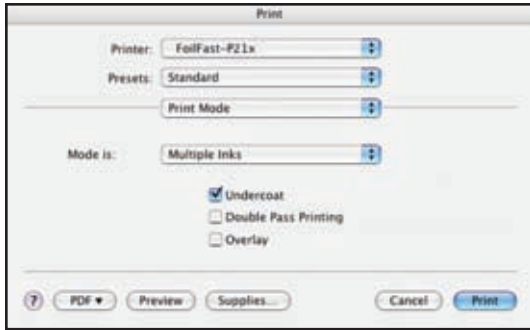 Print
Printer: FoilFast-P21x
Presets: Standard
Print Mode
Mode is: Multiple Inks
Undercoat
Double Pass Printing
Overlay
? PDF ▼ Preview Supplies... Cancel Print